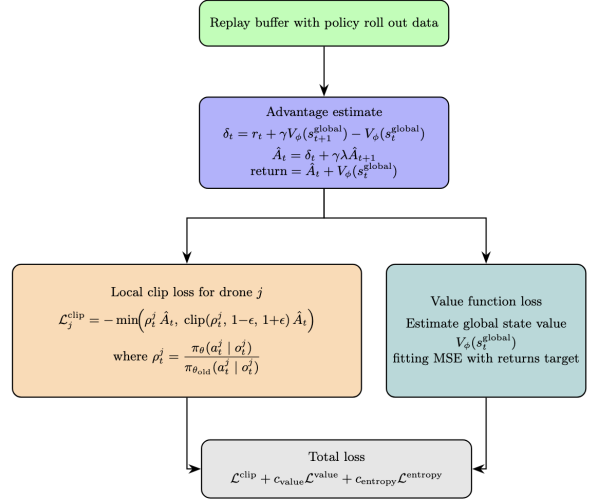 Replay buffer with policy roll out data
Advantage estimate
δ_t = r_t + γV_ϕ(s_{t+1}^{global}) − V_ϕ(s_t^{global})
Â_t = δ_t + γλÂ_{t+1}
return = Â_t + V_ϕ(s_t^{global})
Local clip loss for drone j
ℒ_j^{clip} = − min(ρ_t^j Â_t, clip(ρ_t^j, 1−ϵ, 1+ϵ) Â_t)
where ρ_t^j = π_θ(a_t^j | o_t^j) / π_{θ_old}(a_t^j | o_t^j)
Value function loss
Estimate global state value
V_ϕ(s_t^{global})
fitting MSE with returns target
Total loss
ℒ^{clip} + c_{value}ℒ^{value} + c_{entropy}ℒ^{entropy}